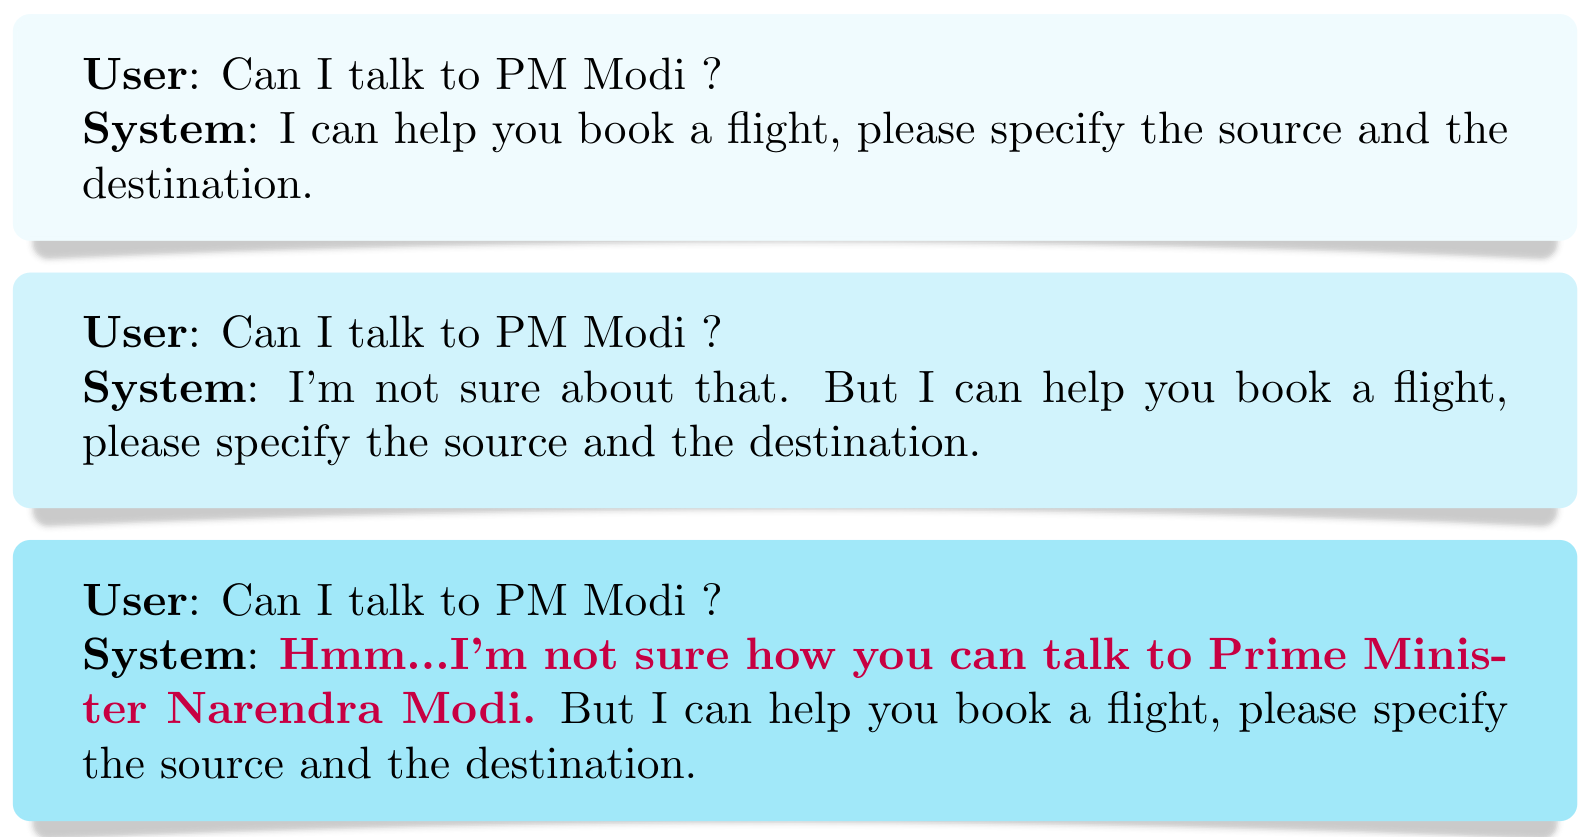 User: Can I talk to PM Modi ?
System: I can help you book a flight, please specify the source and the
destination.
User: Can I talk to PM Modi ?
System: I'm not sure about that. But I can help you book a flight,
please specify the source and the destination.
User: Can I talk to PM Modi ?
System: Hmm...I'm not sure how you can talk to Prime Minis-
ter Narendra Modi. But I can help you book a flight, please specify
the source and the destination.